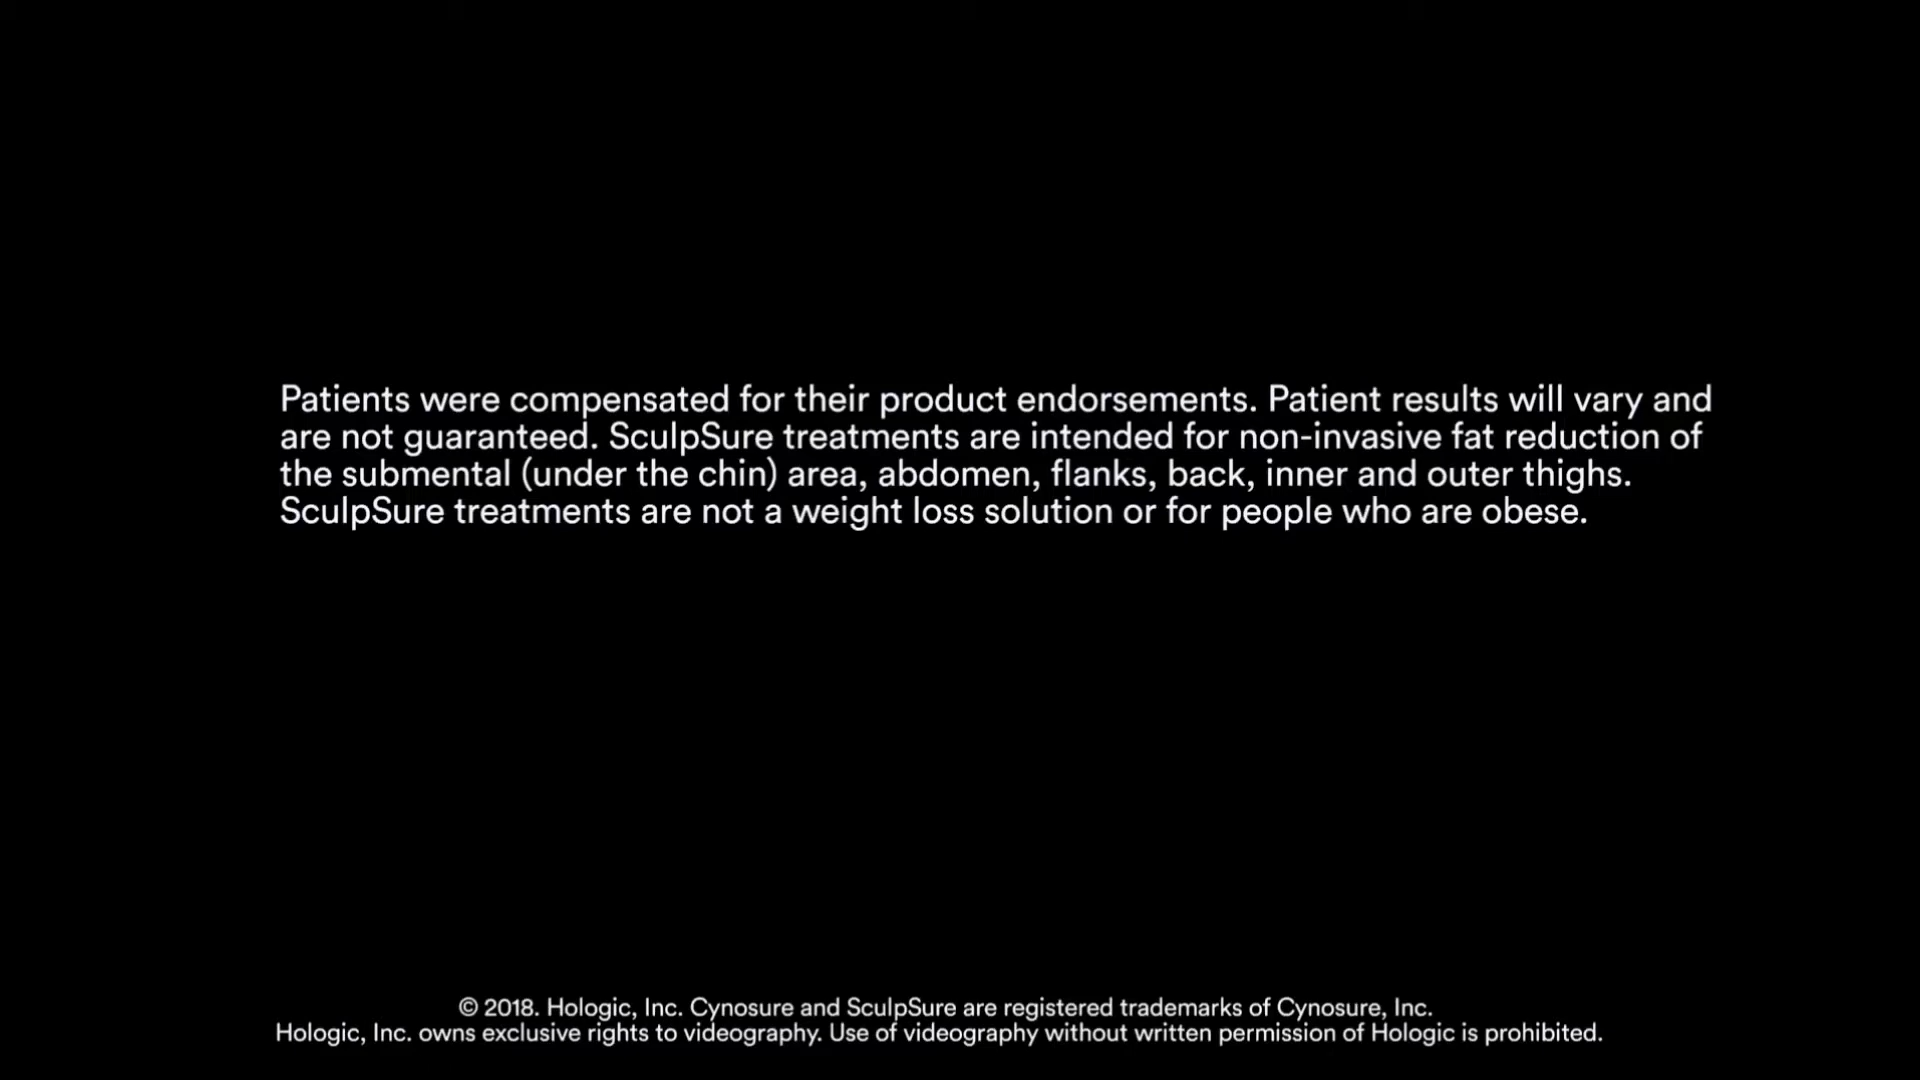 Patients were compensated for their product endorsements. Patient results will vary and
are not guaranteed. SculpSure treatments are intended for non-invasive fat reduction of
the submental (under the chin) area, abdomen, flanks, back, inner and outer thighs.
SculpSure treatments are not a weight loss solution or for people who are obese.
© 2018. Hologic, Inc. Cynosure and SculpSure are registered trademarks of Cynosure, Inc.
Hologic, Inc. owns exclusive rights to videography. Use of videography without written permission of Hologic is prohibited.